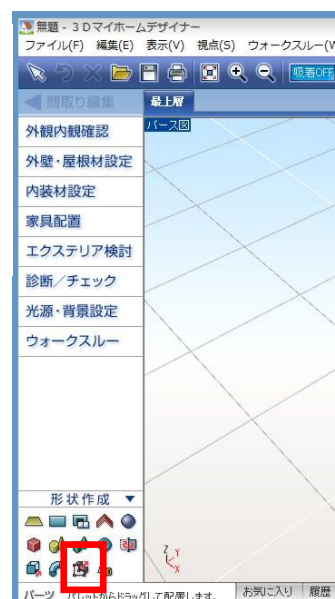 無題 - 3Dマイホームデザイナー
ファイル(F) 編集(E) 表示(V) 視点(S) ウォークスルー(W
吸着OFF
間取り編集 最上層
パース図
外観内観確認
外壁・屋根材設定
内装材設定
家具配置
エクステリア検討
診断/チェック
光源・背景設定
ウォークスルー
形状作成 ▼
Z Y
X
パーツ パレットからドラッグして配置します。 お気に入り 履歴